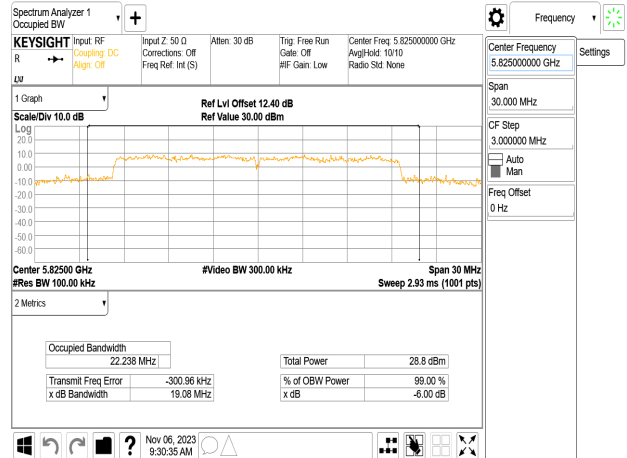 Spectrum Analyzer 1
Occupied BW
KEYSIGHT
R
Input: RF
Coupling: DC
Align: Off
Input Z: 50 Ω
Corrections: Off
Freq Ref: Int (S)
Atten: 30 dB
Trig: Free Run
Gate: Off
#IF Gain: Low
Center Freq: 5.825000000 GHz
Avg|Hold: 10/10
Radio Std: None
1 Graph
Scale/Div 10.0 dB
Ref Lvl Offset 12.40 dB
Ref Value 30.00 dBm
Log
20.0
10.0
0.00
-10.0
-20.0
-30.0
-40.0
-50.0
-60.0
Center 5.82500 GHz
#Video BW 300.00 kHz
Span 30 MHz
#Res BW 100.00 kHz
Sweep 2.93 ms (1001 pts)
2 Metrics
Occupied Bandwidth
22.238 MHz
Total Power 28.8 dBm
Transmit Freq Error -300.96 kHz
% of OBW Power 99.00 %
x dB Bandwidth 19.08 MHz
x dB -6.00 dB
Nov 06, 2023
9:30:35 AM
Frequency
Settings
Center Frequency
5.825000000 GHz
Span
30.000 MHz
CF Step
3.000000 MHz
Auto
Man
Freq Offset
0 Hz